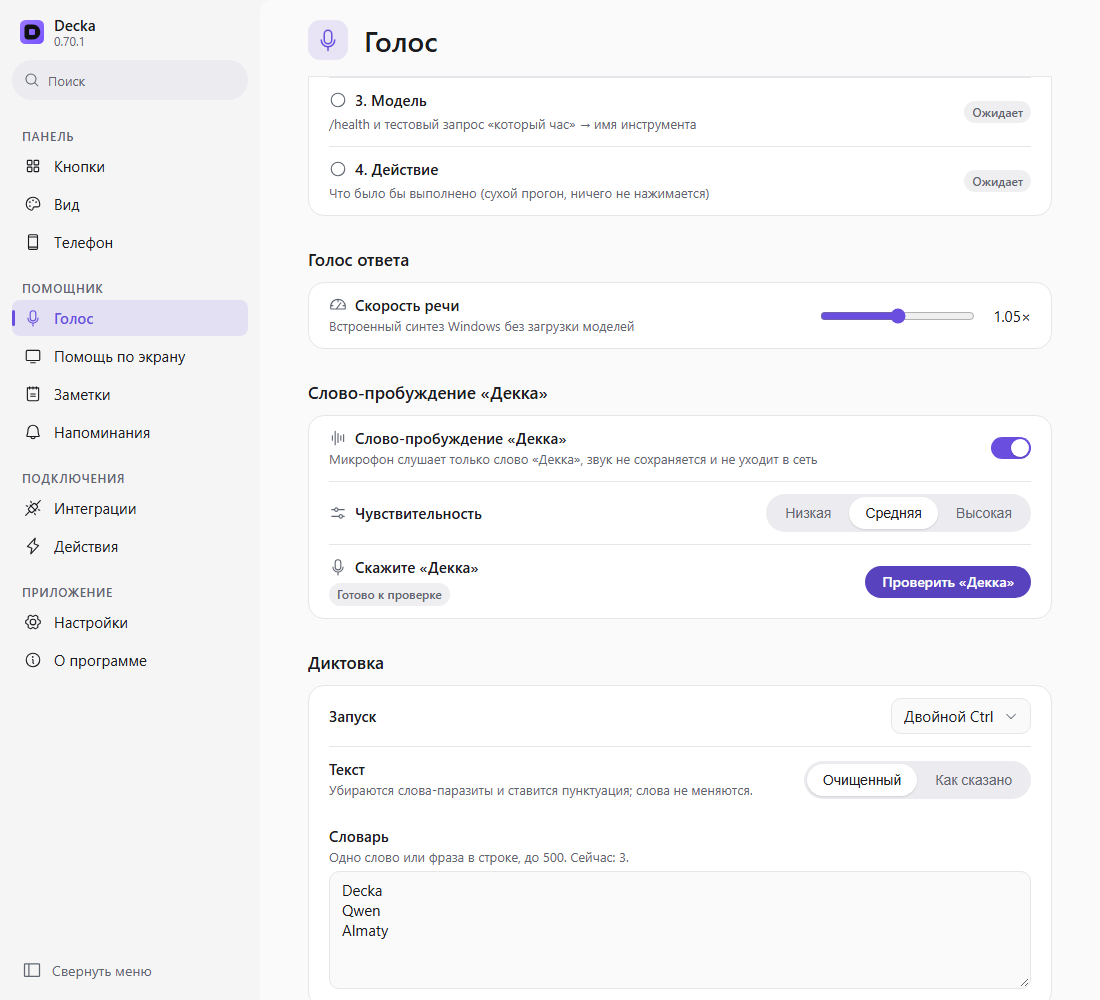 Decka
0.70.1
Поиск
ПАНЕЛЬ
Кнопки
Вид
Телефон
ПОМОЩНИК
Голос
Помощь по экрану
Заметки
Напоминания
ПОДКЛЮЧЕНИЯ
Интеграции
Действия
ПРИЛОЖЕНИЕ
Настройки
О программе
Свернуть меню
Голос
3. Модель
/health и тестовый запрос «который час» → имя инструмента
Ожидает
4. Действие
Что было бы выполнено (сухой прогон, ничего не нажимается)
Ожидает
Голос ответа
Скорость речи
Встроенный синтез Windows без загрузки моделей
1.05×
Слово-пробуждение «Декка»
Слово-пробуждение «Декка»
Микрофон слушает только слово «Декка», звук не сохраняется и не уходит в сеть
Чувствительность
Низкая Средняя Высокая
Скажите «Декка»
Готово к проверке
Проверить «Декка»
Диктовка
Запуск
Двойной Ctrl
Текст
Убираются слова-паразиты и ставится пунктуация; слова не меняются.
Очищенный Как сказано
Словарь
Одно слово или фраза в строке, до 500. Сейчас: 3.
Decka
Qwen
Almaty